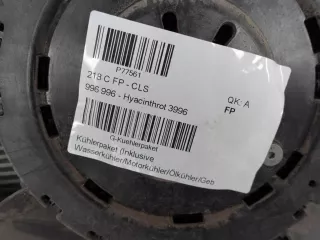 P77561
213 C FP - CLS
996 996 - Hyacinthrot 3996
QK: A
FP
G-Kuehlerpaket
Kühlerpaket (Inklusive
Wasserkühler/Motorkühler/Ölkühler/Geb